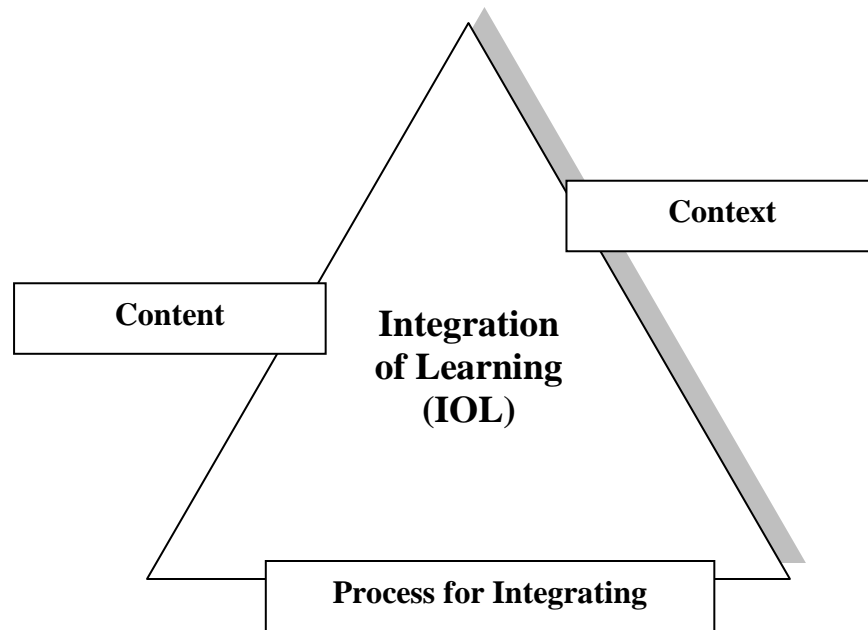 Context
Content
Integration
of Learning
(IOL)
Process for Integrating